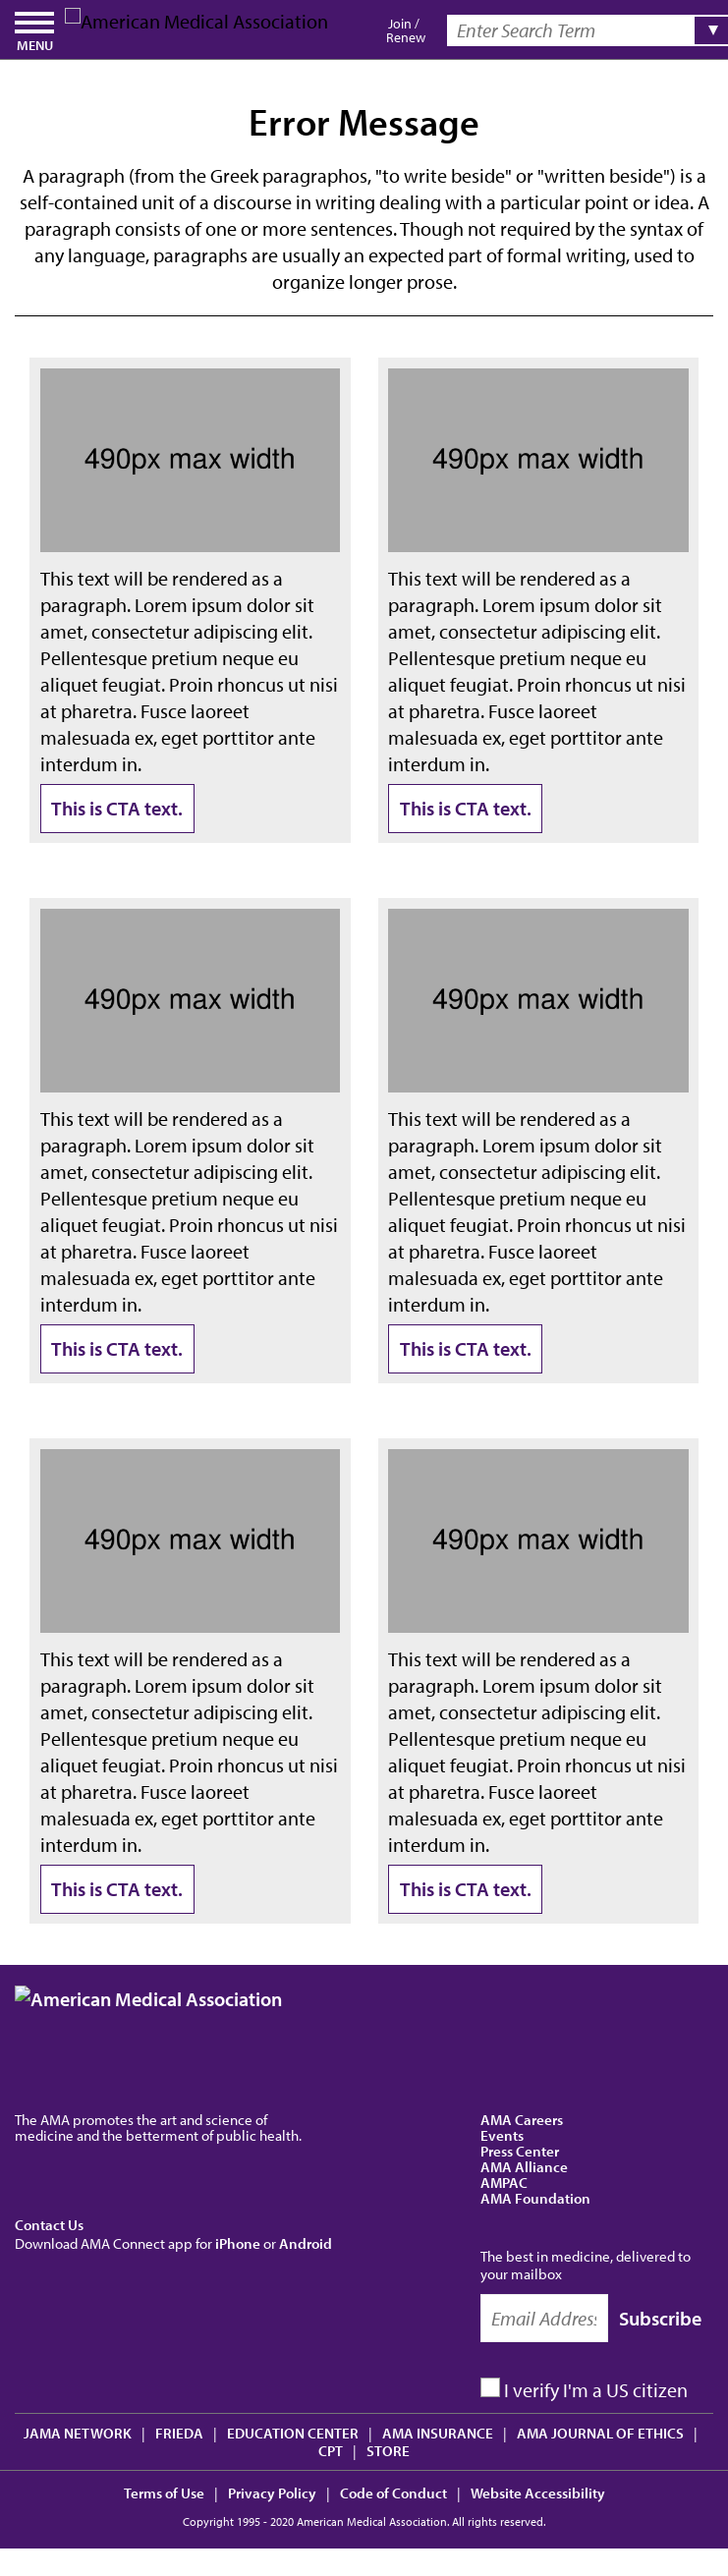 MENU
American Medical Association
Join /
Renew
Enter Search Term
▼
Error Message
A paragraph (from the Greek paragraphos, "to write beside" or "written beside") is a
self-contained unit of a discourse in writing dealing with a particular point or idea. A
paragraph consists of one or more sentences. Though not required by the syntax of
any language, paragraphs are usually an expected part of formal writing, used to
organize longer prose.
490px max width
This text will be rendered as a
paragraph. Lorem ipsum dolor sit
amet, consectetur adipiscing elit.
Pellentesque pretium neque eu
aliquet feugiat. Proin rhoncus ut nisi
at pharetra. Fusce laoreet
malesuada ex, eget porttitor ante
interdum in.
This is CTA text.
490px max width
This text will be rendered as a
paragraph. Lorem ipsum dolor sit
amet, consectetur adipiscing elit.
Pellentesque pretium neque eu
aliquet feugiat. Proin rhoncus ut nisi
at pharetra. Fusce laoreet
malesuada ex, eget porttitor ante
interdum in.
This is CTA text.
490px max width
This text will be rendered as a
paragraph. Lorem ipsum dolor sit
amet, consectetur adipiscing elit.
Pellentesque pretium neque eu
aliquet feugiat. Proin rhoncus ut nisi
at pharetra. Fusce laoreet
malesuada ex, eget porttitor ante
interdum in.
This is CTA text.
490px max width
This text will be rendered as a
paragraph. Lorem ipsum dolor sit
amet, consectetur adipiscing elit.
Pellentesque pretium neque eu
aliquet feugiat. Proin rhoncus ut nisi
at pharetra. Fusce laoreet
malesuada ex, eget porttitor ante
interdum in.
This is CTA text.
490px max width
This text will be rendered as a
paragraph. Lorem ipsum dolor sit
amet, consectetur adipiscing elit.
Pellentesque pretium neque eu
aliquet feugiat. Proin rhoncus ut nisi
at pharetra. Fusce laoreet
malesuada ex, eget porttitor ante
interdum in.
This is CTA text.
490px max width
This text will be rendered as a
paragraph. Lorem ipsum dolor sit
amet, consectetur adipiscing elit.
Pellentesque pretium neque eu
aliquet feugiat. Proin rhoncus ut nisi
at pharetra. Fusce laoreet
malesuada ex, eget porttitor ante
interdum in.
This is CTA text.
American Medical Association
The AMA promotes the art and science of
medicine and the betterment of public health.
Contact Us
Download AMA Connect app for iPhone or Android
AMA Careers
Events
Press Center
AMA Alliance
AMPAC
AMA Foundation
The best in medicine, delivered to
your mailbox
Email Address Subscribe
I verify I'm a US citizen
JAMA NETWORK | FRIEDA | EDUCATION CENTER | AMA INSURANCE | AMA JOURNAL OF ETHICS |
CPT | STORE
Terms of Use | Privacy Policy | Code of Conduct | Website Accessibility
Copyright 1995 - 2020 American Medical Association. All rights reserved.